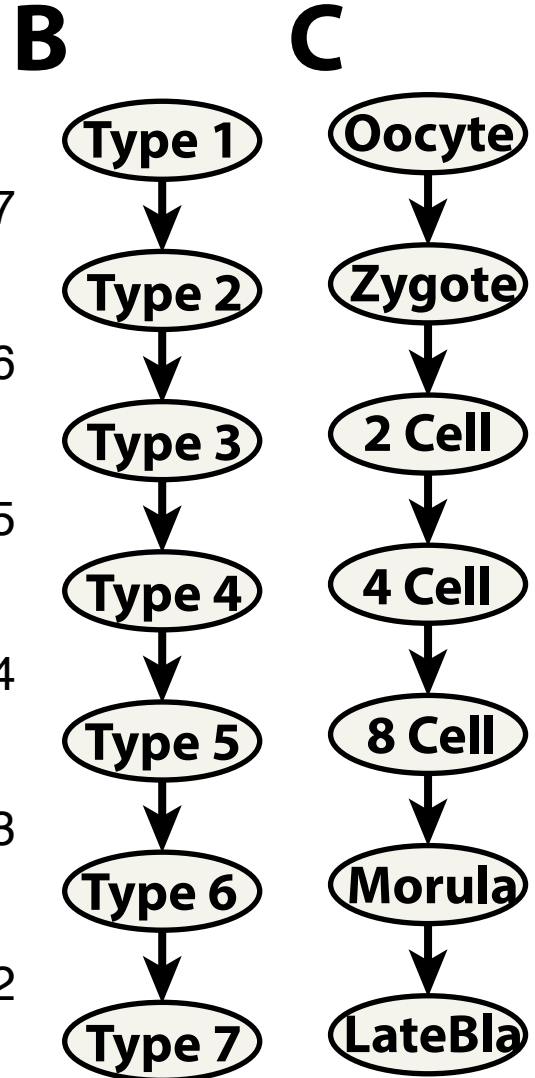 B
C
Type 1
Type 2
Type 3
Type 4
Type 5
Type 6
Type 7
Oocyte
Zygote
2 Cell
4 Cell
8 Cell
Morula
LateBla
7
6
5
4
3
2